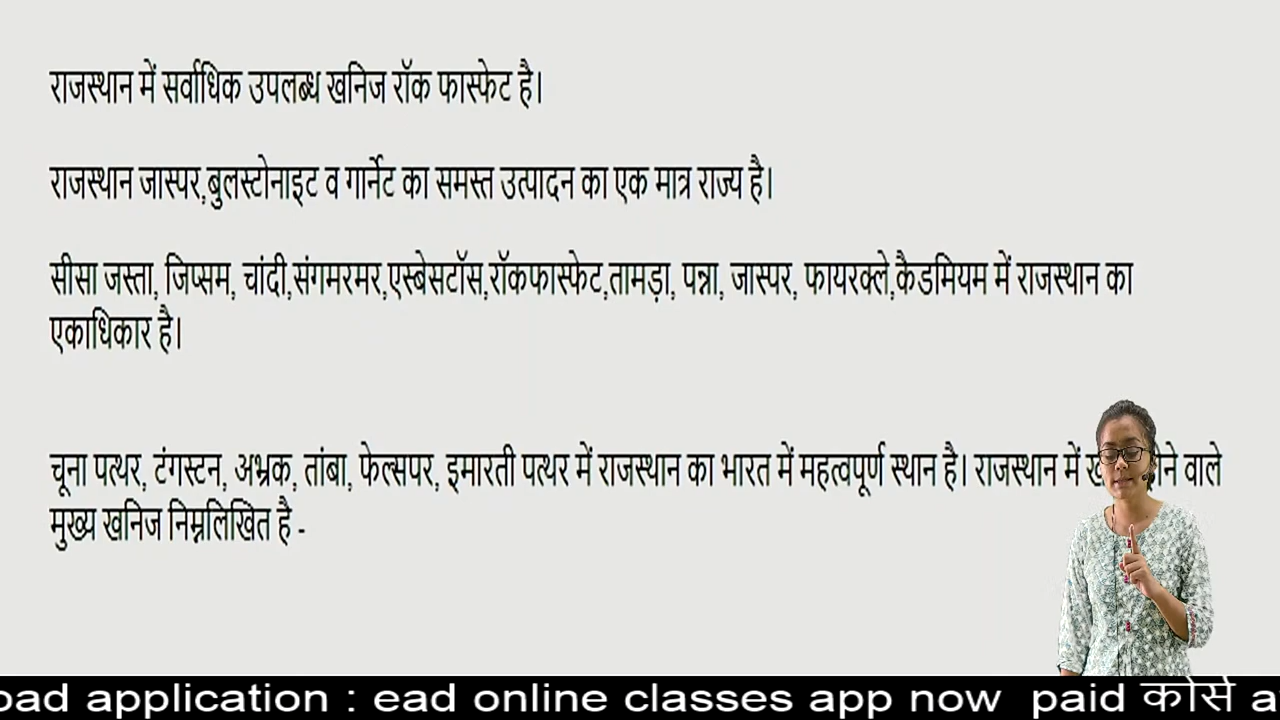 राजस्थान में सर्वाधिक उपलब्ध खनिज रॉक फास्फेट है।
राजस्थान जास्पर,बुलस्टोनाइट व गार्नेट का समस्त उत्पादन का एक मात्र राज्य है।
सीसा जस्ता, जिप्सम, चांदी,संगमरमर,एस्बेसटॉस,रॉकफास्फेट,तामड़ा, पन्ना, जास्पर, फायरक्ले,कैडमियम में राजस्थान का
एकाधिकार है।
चूना पत्थर, टंगस्टन, अभ्रक, तांबा, फेल्सपर, इमारती पत्थर में राजस्थान का भारत में महत्वपूर्ण स्थान है। राजस्थान में वाले
मुख्य खनिज निम्नलिखित है -
application : ead online classes app now paid कोर्स